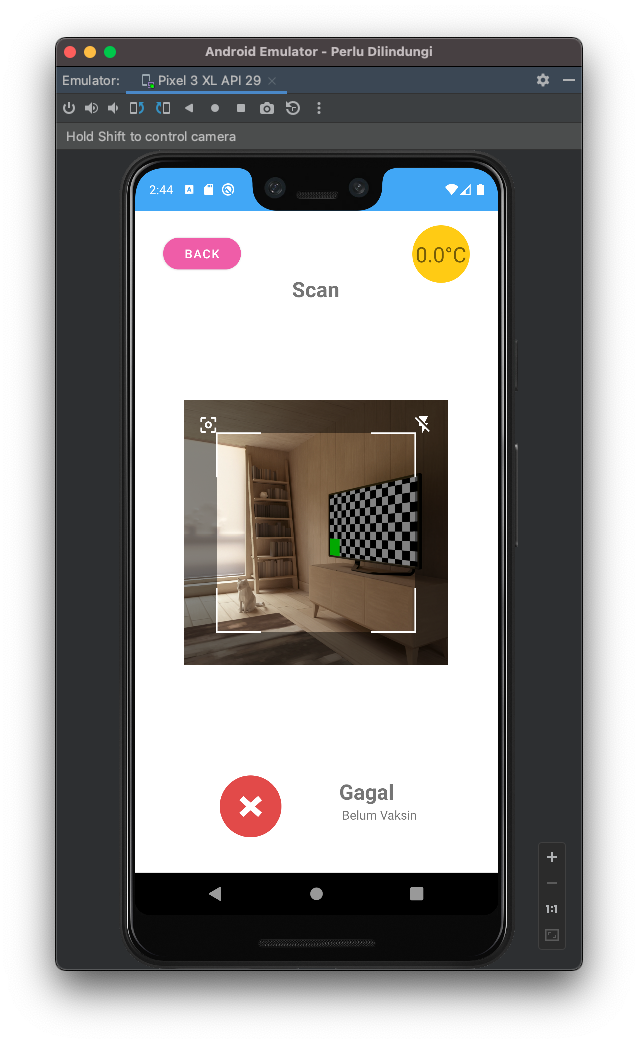 Android Emulator - Perlu Dilindungi
Emulator: Pixel 3 XL API 29
Hold Shift to control camera
2:44
BACK
0.0°C
Scan
Gagal
Belum Vaksin
1:1